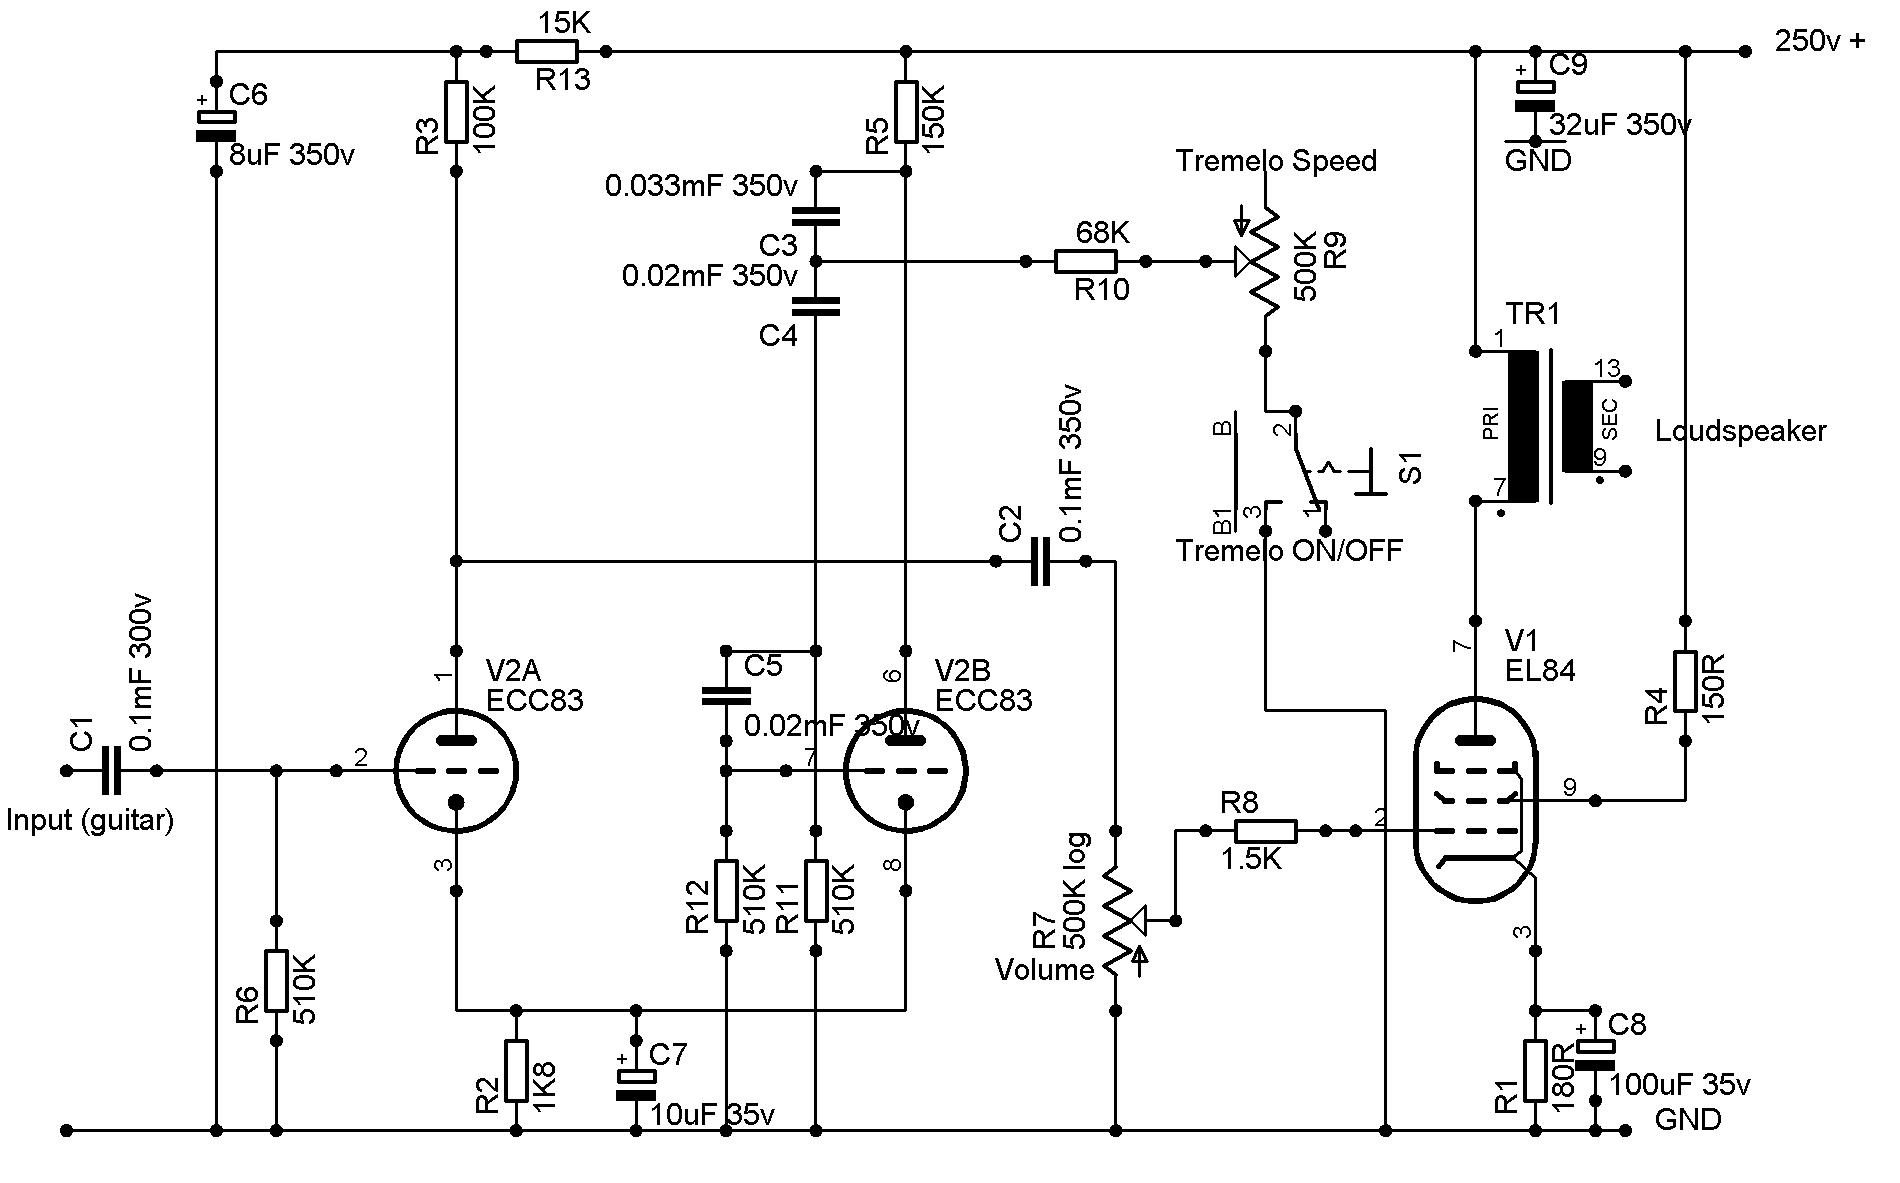 15K
R13
250v +
C6
+
8uF 350v
R3
100K
R5
150K
C9
+
32uF 350v
GND
Tremelo Speed
0.033mF 350v
C3
0.02mF 350v
C4
68K
R10
500K
R9
TR1
1
13
PRI
SEC
Loudspeaker
7
9
B
2
S1
B1
3
1
Tremelo ON/OFF
C2
0.1mF 350v
C1
0.1mF 300v
Input (guitar)
2
1
V2A
ECC83
3
C5
0.02mF 350v
6
V2B
ECC83
7
8
7
V1
EL84
R4
150R
9
R8
1.5K
2
3
R6
510K
R12
510K
R11
510K
R7
500K log
Volume
R2
1K8
C7
+
10uF 35v
R1
180R
C8
+
100uF 35v
GND